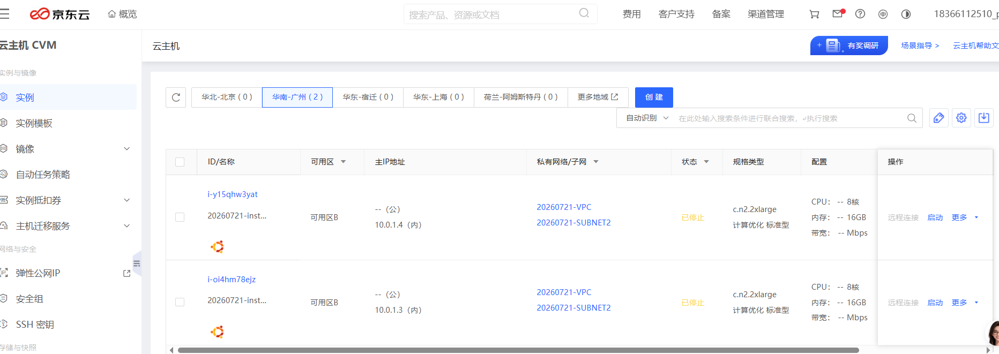 京东云
概览
搜索产品、资源或文档
费用
客户支持
备案
渠道管理
18366112510_p
云主机 CVM
实例与镜像
实例
实例模板
镜像
自动任务策略
实例抵扣券
主机迁移服务
网络与安全
弹性公网IP
安全组
SSH 密钥
存储与快照
云主机
有奖调研
场景指导 >
云主机帮助文
华北-北京 ( 0 )
华南-广州 ( 2 )
华东-宿迁 ( 0 )
华东-上海 ( 0 )
荷兰-阿姆斯特丹 ( 0 )
更多地域
创 建
自动识别
在此处输入搜索条件进行联合搜索，↵执行搜索
ID/名称
可用区
主IP地址
私有网络/子网
状态
规格类型
配置
操作
i-y15qhw3yat
20260721-inst...
可用区B
--（公）
10.0.1.4（内）
20260721-VPC
20260721-SUBNET2
已停止
c.n2.2xlarge
计算优化 标准型
CPU： -- 8核
内存： -- 16GB
带宽： -- Mbps
远程连接 启动 更多
i-oi4hm78ejz
20260721-inst...
可用区B
--（公）
10.0.1.3（内）
20260721-VPC
20260721-SUBNET2
已停止
c.n2.2xlarge
计算优化 标准型
CPU： -- 8核
内存： -- 16GB
带宽： -- Mbps
远程连接 启动 更多